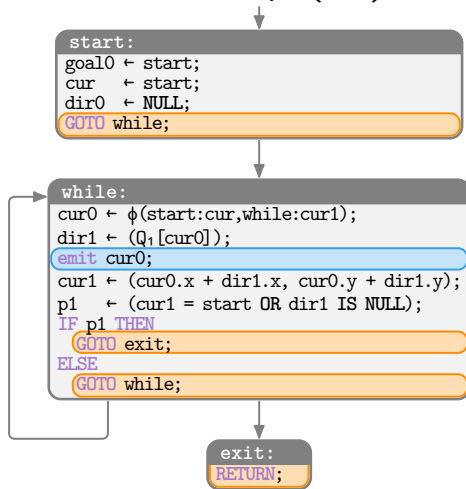 start:
goal0 ← start;
cur ← start;
dir0 ← NULL;
GOTO while;
while:
cur0 ← ϕ(start:cur,while:cur1);
dir1 ← (Q₁[cur0]);
emit cur0;
cur1 ← (cur0.x + dir1.x, cur0.y + dir1.y);
p1 ← (cur1 = start OR dir1 IS NULL);
IF p1 THEN
GOTO exit;
ELSE
GOTO while;
exit:
RETURN;